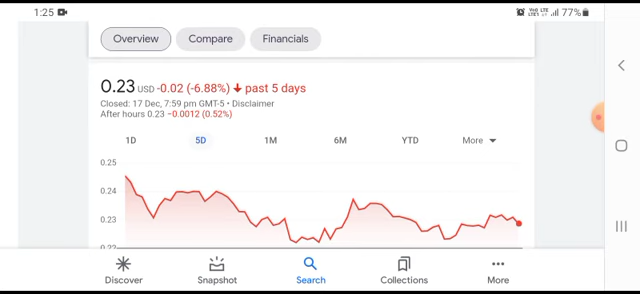 1:25
77%
Overview Compare Financials
0.23 USD -0.02 (-6.88%) past 5 days
Closed: 17 Dec, 7:59 pm GMT-5 • Disclaimer
After hours 0.23 −0.0012 (0.52%)
1D 5D 1M 6M YTD More
0.25
0.24
0.23
0.22
Discover Snapshot Search Collections More